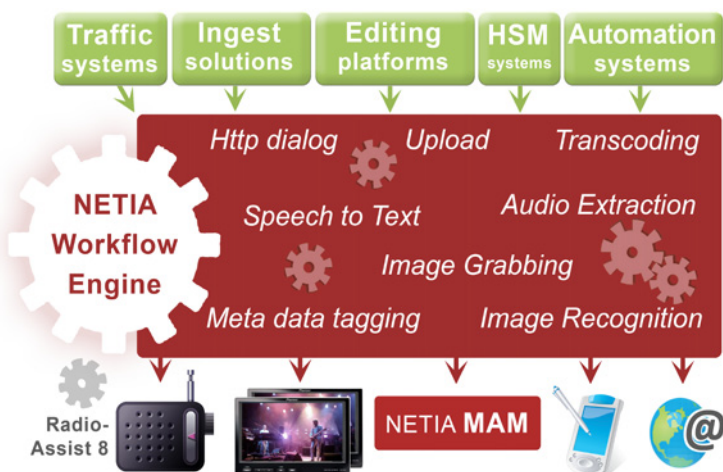 Traffic
systems
Ingest
solutions
Editing
platforms
HSM
systems
Automation
systems
Http dialog
Upload
Transcoding
NETIA
Workflow
Engine
Speech to Text
Audio Extraction
Image Grabbing
Meta data tagging
Image Recognition
Radio-
Assist 8
NETIA MAM
@